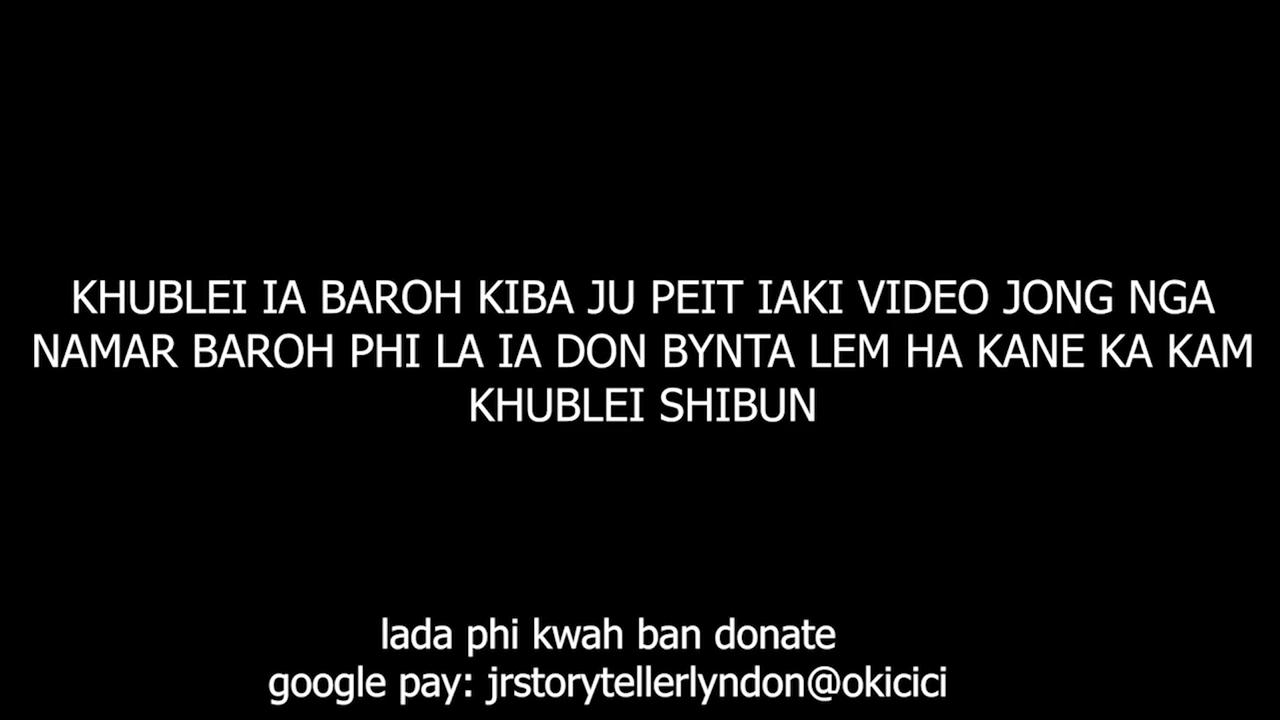 KHUBLEI IA BAROH KIBA JU PEIT IAKI VIDEO JONG NGA
NAMAR BAROH PHI LA IA DON BYNTA LEM HA KANE KA KAM
KHUBLEI SHIBUN
lada phi kwah ban donate
google pay: jrstorytellerlyndon@okicici